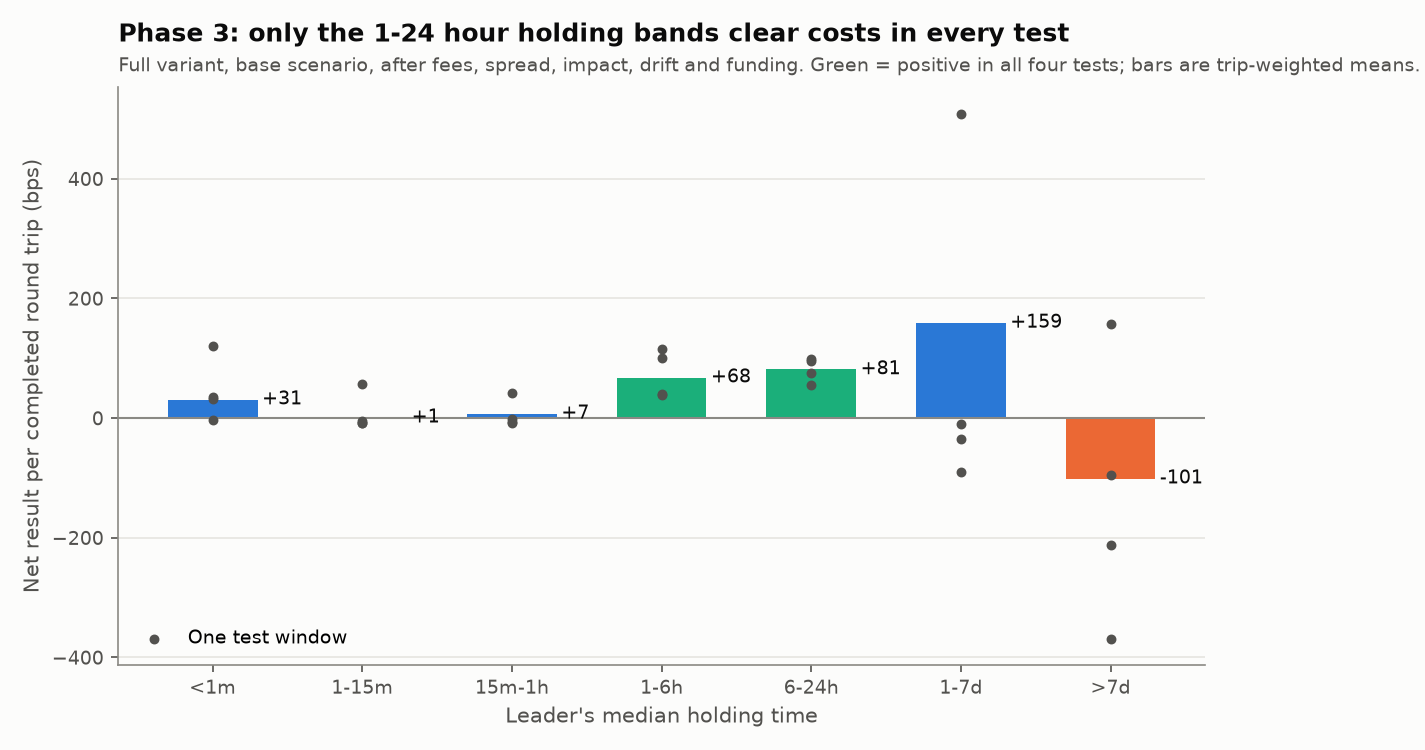 Phase 3: only the 1-24 hour holding bands clear costs in every test
Full variant, base scenario, after fees, spread, impact, drift and funding. Green = positive in all four tests; bars are trip-weighted means.
Net result per completed round trip (bps)
400
200
0
−200
−400
+31
+1
+7
+68
+81
+159
-101
One test window
<1m
1-15m
15m-1h
1-6h
6-24h
1-7d
>7d
Leader's median holding time